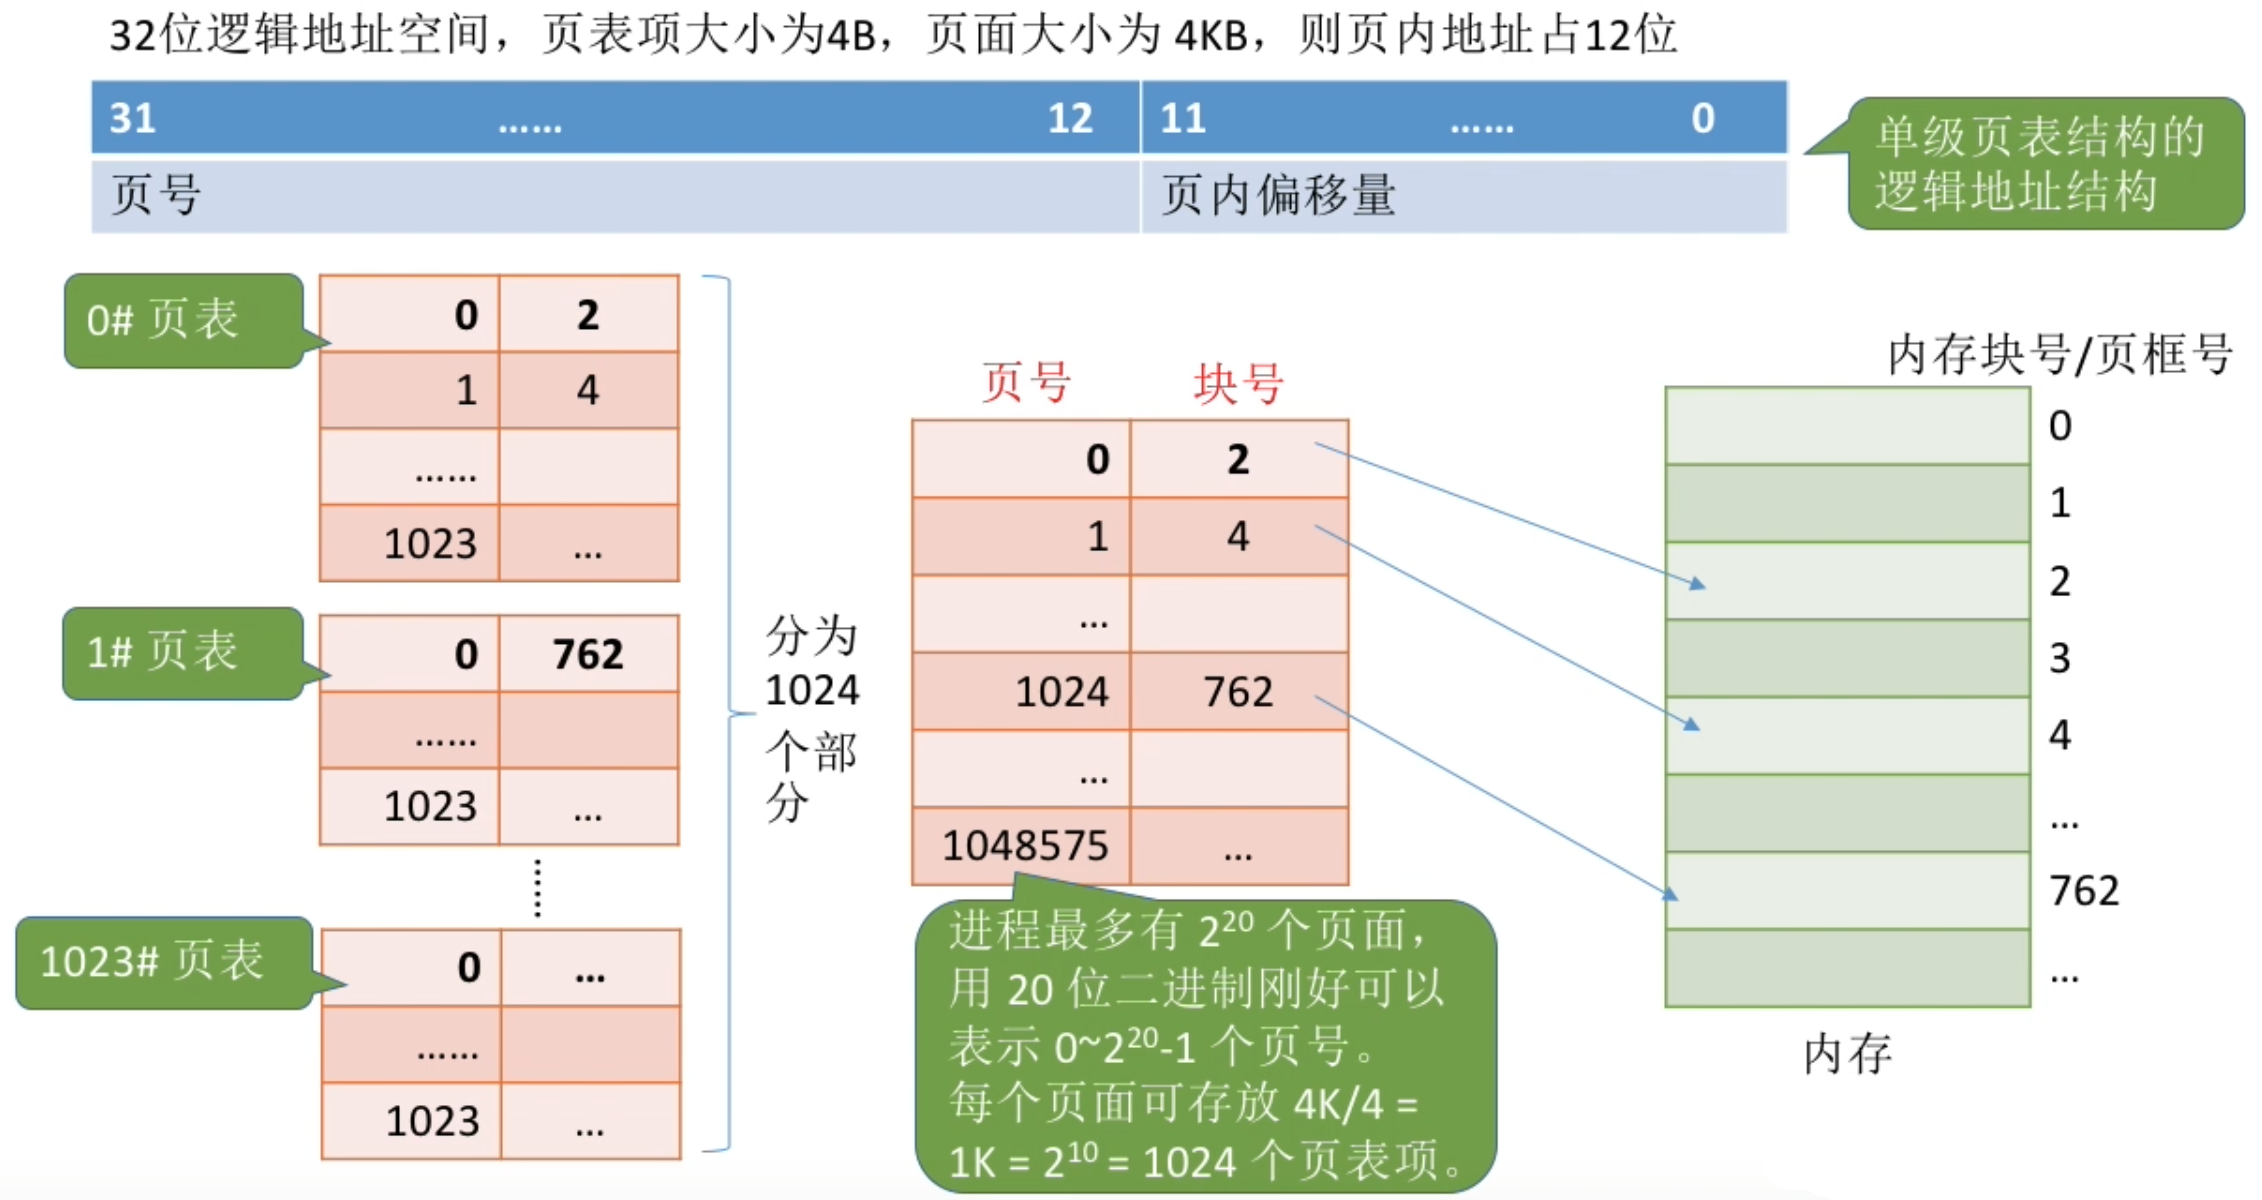 32位逻辑地址空间，页表项大小为4B，页面大小为 4KB，则页内地址占12位
31 …… 12 11 …… 0
页号 页内偏移量
单级页表结构的
逻辑地址结构
0# 页表
0 2
1 4
……
1023 …
1# 页表
0 762
……
1023 …
……
1023# 页表
0 …
……
1023 …
分为
1024
个部
分
页号 块号
0 2
1 4
…
1024 762
…
1048575 …
进程最多有 2²⁰ 个页面，
用 20 位二进制刚好可以
表示 0~2²⁰-1 个页号。
每个页面可存放 4K/4 =
1K = 2¹⁰ = 1024 个页表项。
内存块号/页框号
0
1
2
3
4
…
762
…
内存